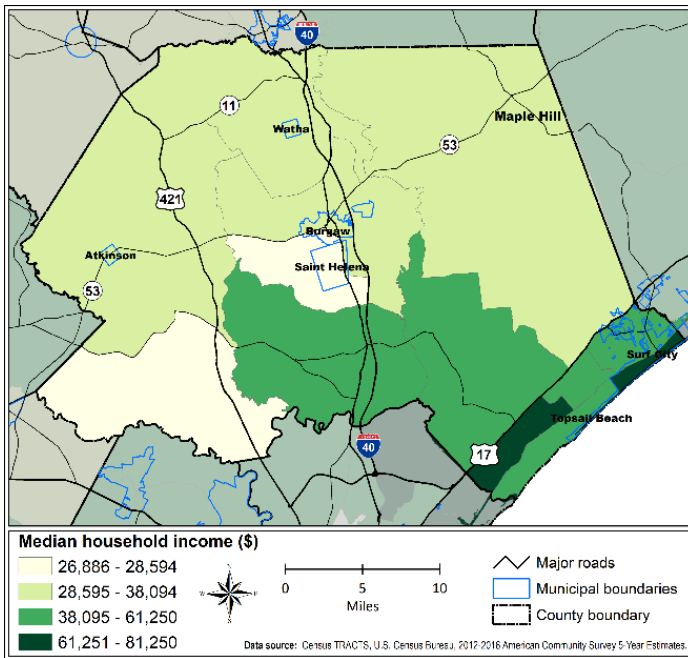 40
11
Watha
Maple Hill
53
421
Burgaw
Atkinson
Saint Helena
53
Surf City
Topsail Beach
40
17
Median household income ($)
26,886 - 28,594
28,595 - 38,094
38,095 - 61,250
61,251 - 81,250
N
W E
S
0 5 10
Miles
Major roads
Municipal boundaries
County boundary
Data source: Census TRACTS, U.S. Census Bureau, 2012-2016 American Community Survey 5-Year Estimates.